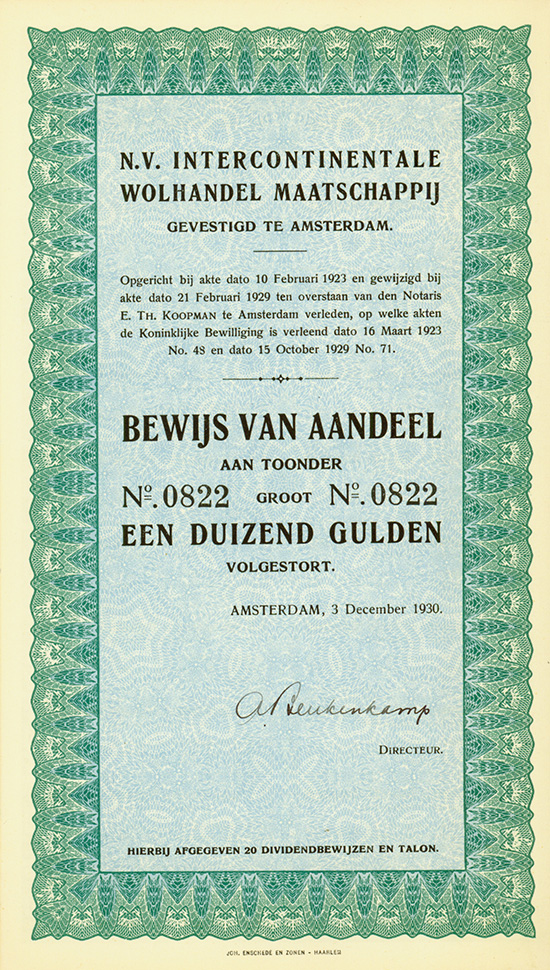 N.V. INTERCONTINENTALE
WOLHANDEL MAATSCHAPPIJ
GEVESTIGD TE AMSTERDAM.
Opgericht bij akte dato 10 Februari 1923 en gewijzigd bij
akte dato 21 Februari 1929 ten overstaan van den Notaris
E. TH. KOOPMAN te Amsterdam verleden, op welke akten
de Koninklijke Bewilliging is verleend dato 16 Maart 1923
No. 48 en dato 15 October 1929 No. 71.
BEWIJS VAN AANDEEL
AAN TOONDER
No. 0822 GROOT No. 0822
EEN DUIZEND GULDEN
VOLGESTORT.
AMSTERDAM, 3 December 1930.
A. Beukenkamp
DIRECTEUR.
HIERBIJ AFGEGEVEN 20 DIVIDENDBEWIJZEN EN TALON.
JOH. ENSCHEDE EN ZONEN - HAARLEM